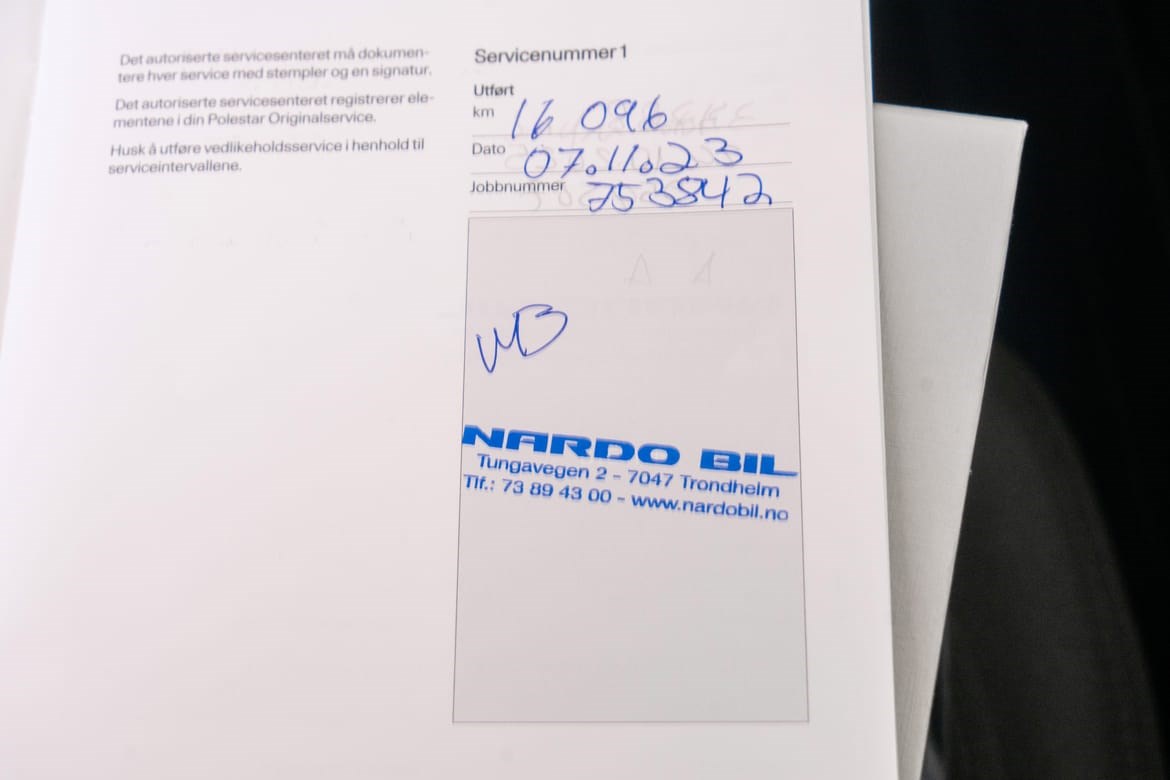 Det autoriserte servicesenteret må dokumen-
tere hver service med stempler og en signatur.
Det autoriserte servicesenteret registrerer ele-
mentene i din Polestar Originalservice.
Husk å utføre vedlikeholdsservice i henhold til
serviceintervallene.
Servicenummer 1
Utført
km 16 096
Dato 07.11.23
Jobbnummer 753842
NARDO BIL
Tungavegen 2 - 7047 Trondheim
Tlf.: 73 89 43 00 - www.nardobil.no